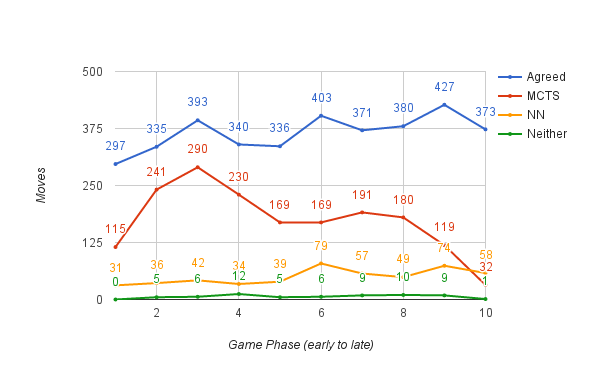 500
375
250
125
0
Moves
297 335 393 340 336 403 371 380 427 373
115 241 290 230 169 169 191 180 119 32
31 36 42 34 39 79 57 49 74 58
0 5 6 12 5 6 9 10 9 1
2 4 6 8 10
Game Phase (early to late)
Agreed
MCTS
NN
Neither